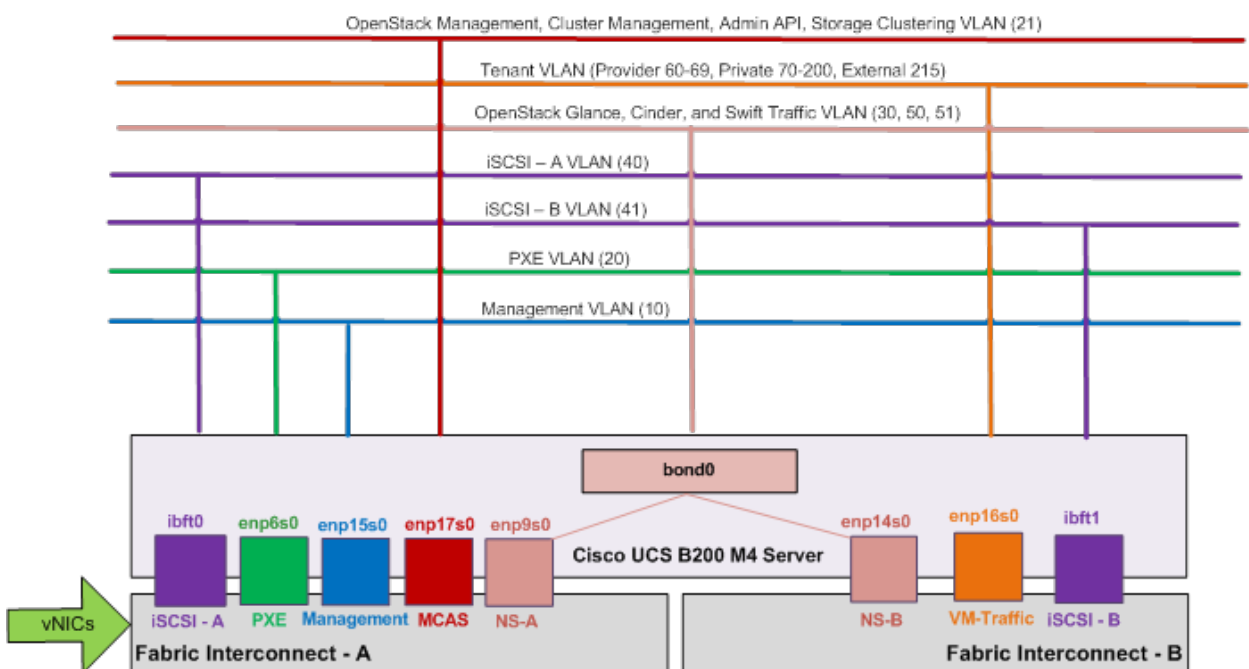 OpenStack Management, Cluster Management, Admin API, Storage Clustering VLAN (21)
Tenant VLAN (Provider 60-69, Private 70-200, External 215)
OpenStack Glance, Cinder, and Swift Traffic VLAN (30, 50, 51)
iSCSI – A VLAN (40)
iSCSI – B VLAN (41)
PXE VLAN (20)
Management VLAN (10)
bond0
ibft0 enp6s0 enp15s0 enp17s0 enp9s0 enp14s0 enp16s0 ibft1
Cisco UCS B200 M4 Server
vNICs
iSCSI - A PXE Management MCAS NS-A NS-B VM-Traffic iSCSI - B
Fabric Interconnect - A Fabric Interconnect - B